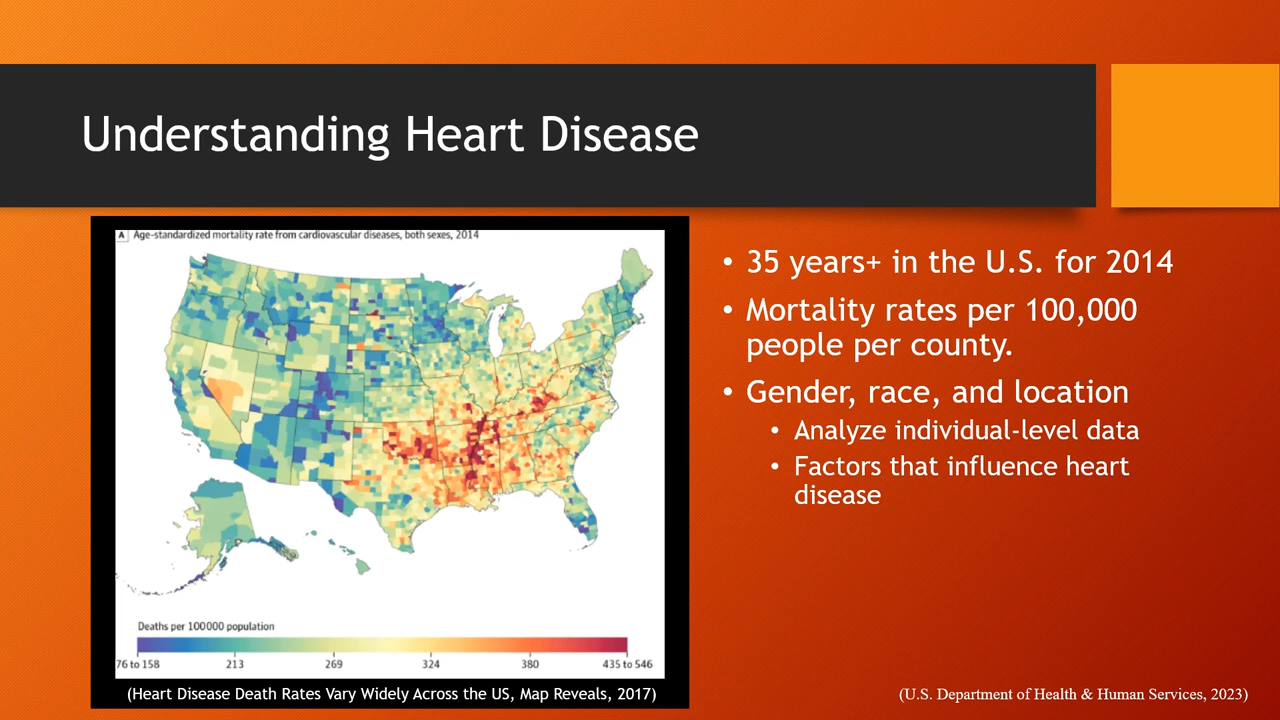 Understanding Heart Disease
A Age-standardized mortality rate from cardiovascular diseases, both sexes, 2014
Deaths per 100000 population
76 to 158 213 269 324 380 435 to 546
(Heart Disease Death Rates Vary Widely Across the US, Map Reveals, 2017)
• 35 years+ in the U.S. for 2014
• Mortality rates per 100,000
people per county.
• Gender, race, and location
• Analyze individual-level data
• Factors that influence heart
disease
(U.S. Department of Health & Human Services, 2023)